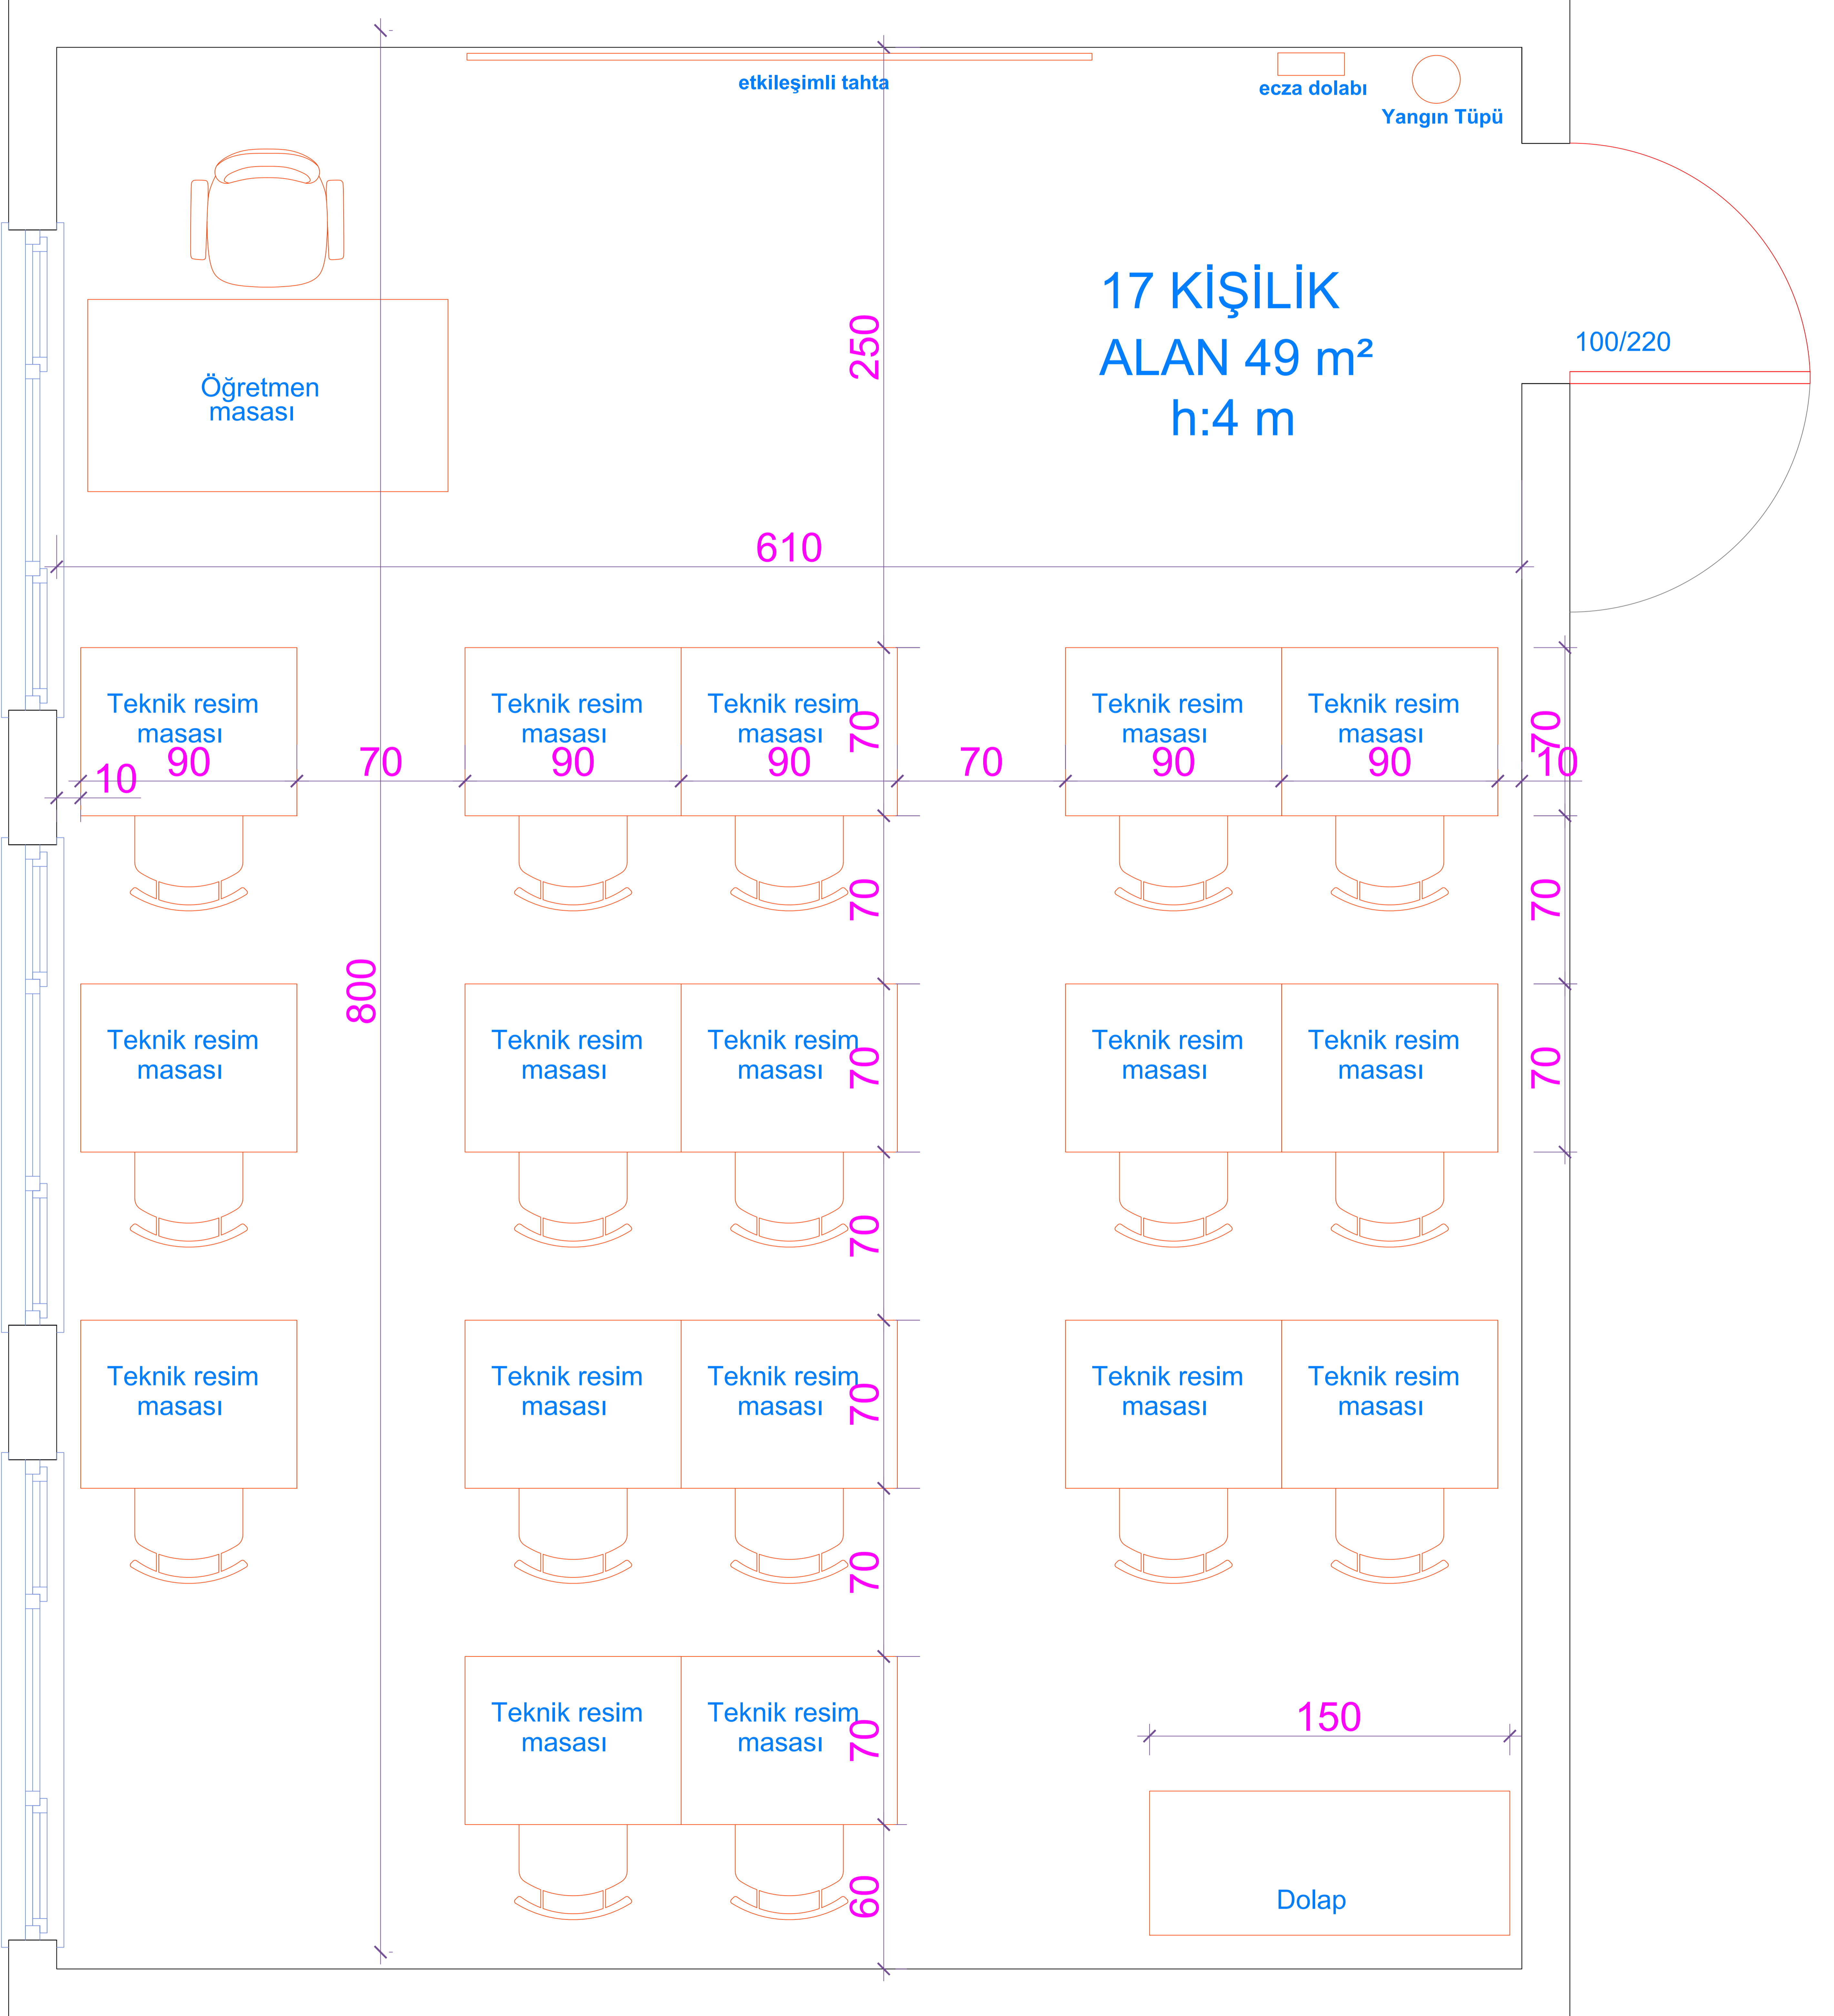 etkileşimli tahta
ecza dolabı
Yangın Tüpü
17 KİŞİLİK
ALAN 49 m²
h:4 m
100/220
250
Öğretmen
masası
610
Teknik resim
masası
Teknik resim
masası
Teknik resim
masası
Teknik resim
masası
Teknik resim
masası
70
70
10
90
70
90
90
70
90
90
10
70
70
800
Teknik resim
masası
Teknik resim
masası
Teknik resim
masası
Teknik resim
masası
Teknik resim
masası
70
70
70
Teknik resim
masası
Teknik resim
masası
Teknik resim
masası
Teknik resim
masası
Teknik resim
masası
70
70
Teknik resim
masası
Teknik resim
masası
70
150
60
Dolap